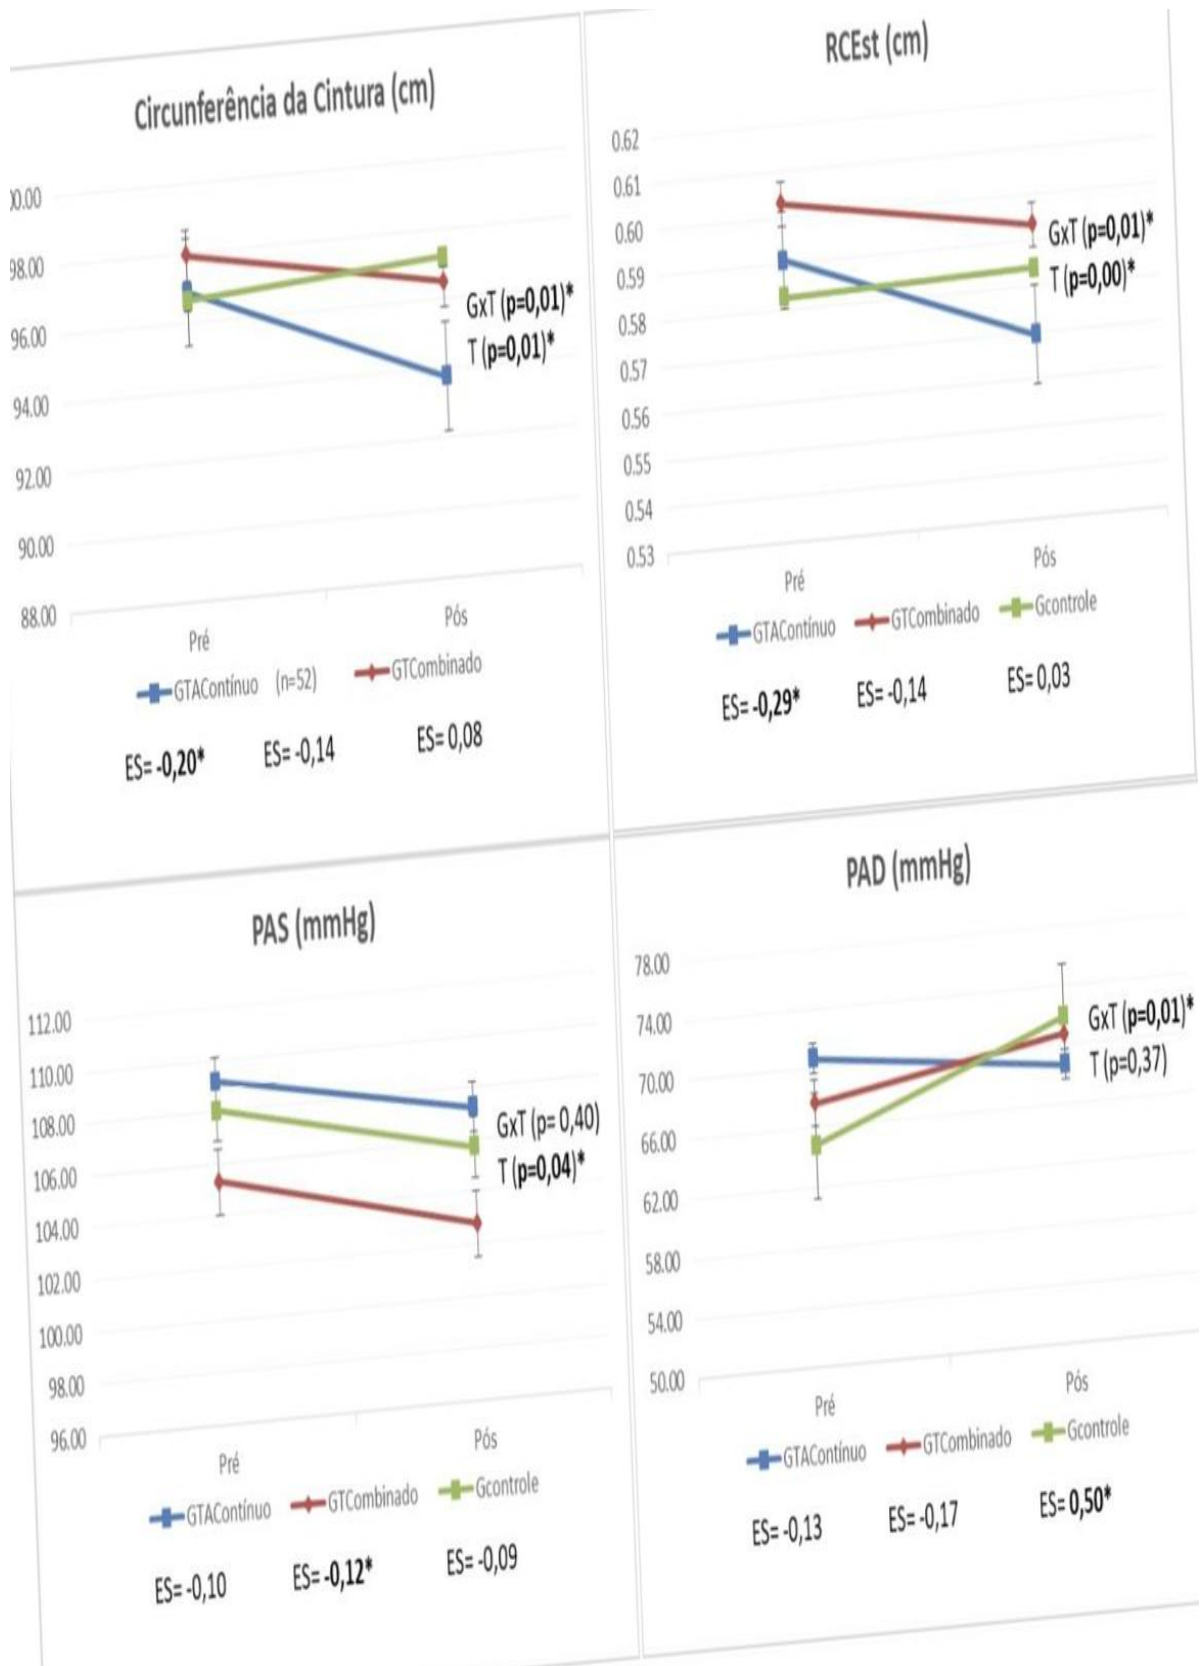 Circunferência da Cintura (cm)
00.00
98.00
96.00
94.00
92.00
90.00
88.00
GxT (p=0,01)*
T (p=0,01)*
Pré
Pós
GTAContínuo (n=52) GTCombinado
ES= -0,20* ES= -0,14 ES= 0,08
RCEst (cm)
0.62
0.61
0.60
0.59
0.58
0.57
0.56
0.55
0.54
0.53
GxT (p=0,01)*
T (p=0,00)*
Pré
Pós
GTAContínuo GTCombinado Gcontrole
ES= -0,29* ES= -0,14 ES= 0,03
PAS (mmHg)
112.00
110.00
108.00
106.00
104.00
102.00
100.00
98.00
96.00
GxT (p= 0,40)
T (p=0,04)*
Pré
Pós
GTAContínuo GTCombinado Gcontrole
ES= -0,10 ES= -0,12* ES= -0,09
PAD (mmHg)
78.00
74.00
70.00
66.00
62.00
58.00
54.00
50.00
GxT (p=0,01)*
T (p=0,37)
Pré
Pós
GTAContínuo GTCombinado Gcontrole
ES= -0,13 ES= -0,17 ES= 0,50*